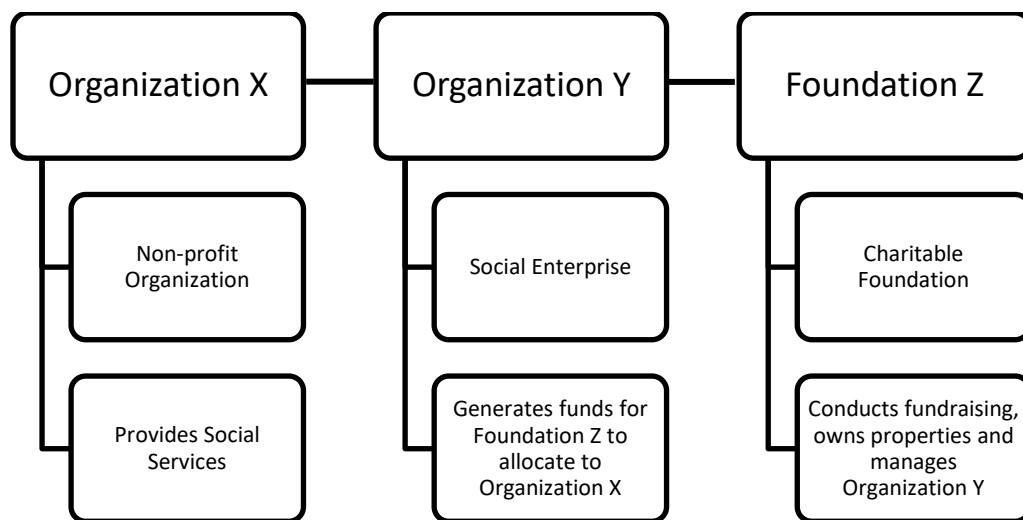 Organization X
Organization Y
Foundation Z
Non-profit
Organization
Social Enterprise
Charitable
Foundation
Provides Social
Services
Generates funds for
Foundation Z to
allocate to
Organization X
Conducts fundraising,
owns properties and
manages
Organization Y